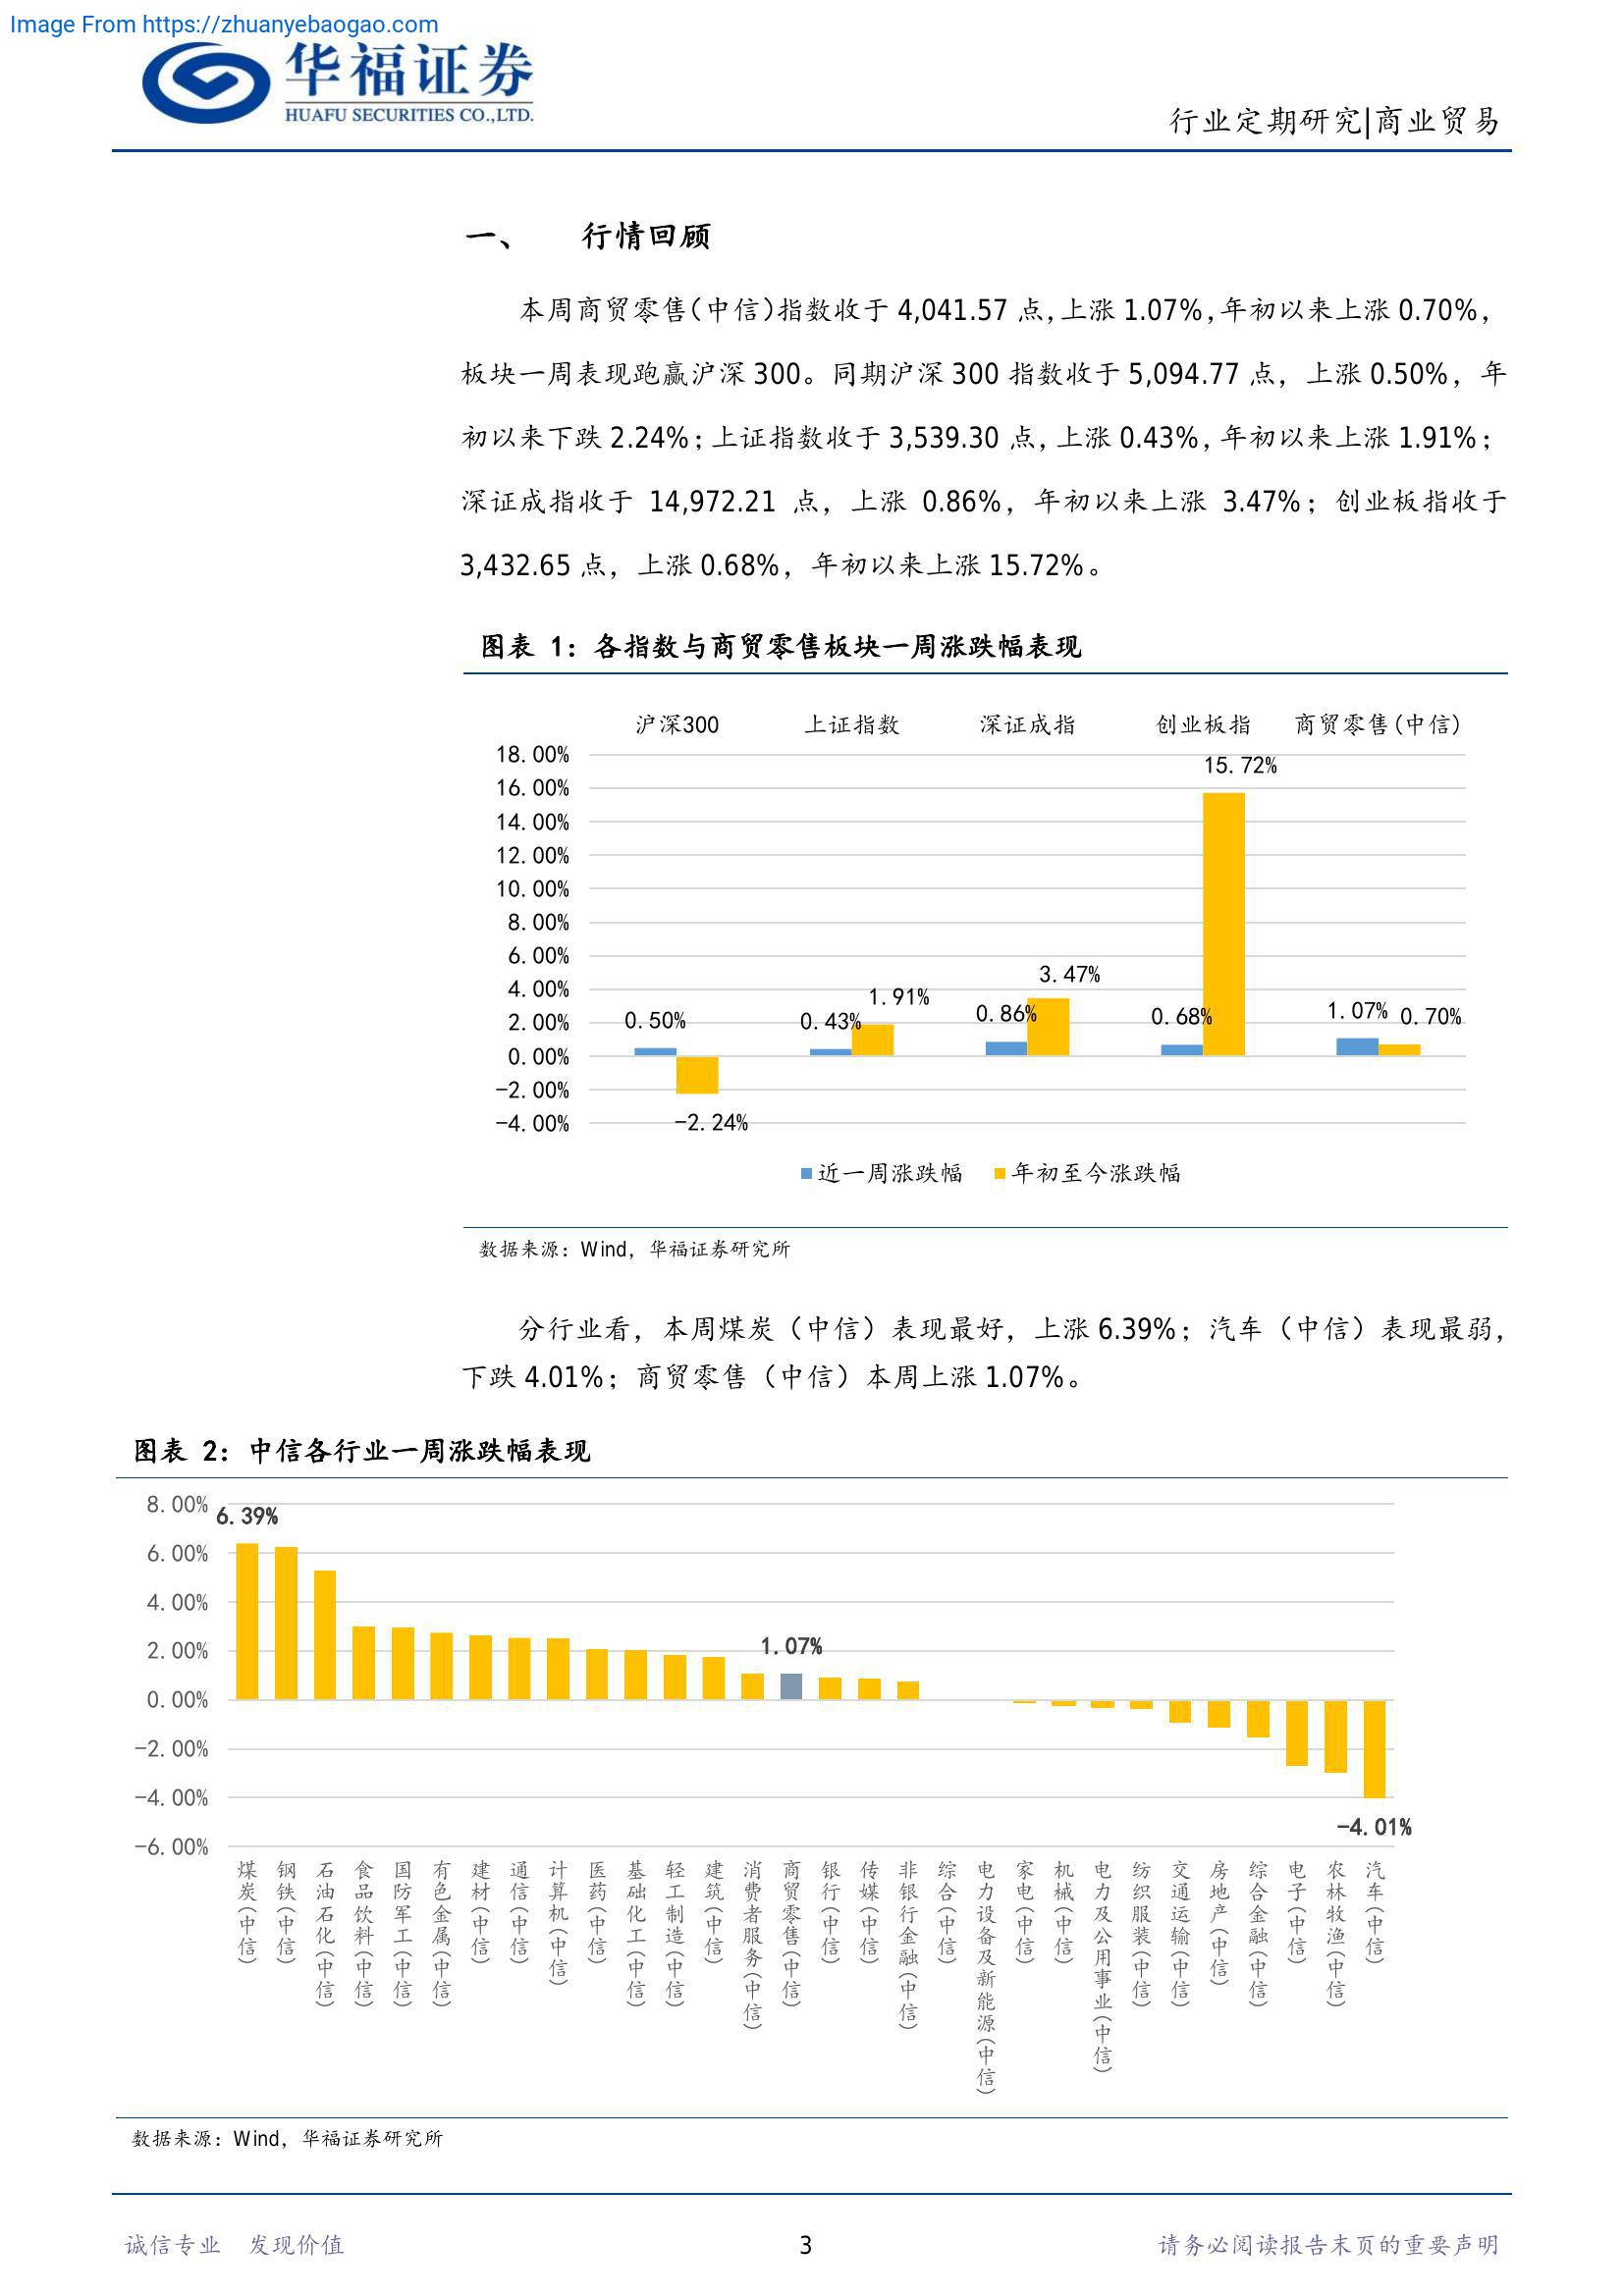 Image From https://zhuanyebaogao.com
华福证券
HUAFU SECURITIES CO.,LTD.
行业定期研究|商业贸易
一、 行情回顾
本周商贸零售(中信)指数收于 4,041.57 点,上涨 1.07%,年初以来上涨 0.70%,
板块一周表现跑赢沪深 300。同期沪深 300 指数收于 5,094.77 点，上涨 0.50%，年
初以来下跌 2.24%;上证指数收于 3,539.30 点,上涨 0.43%,年初以来上涨 1.91%;
深证成指收于 14,972.21 点，上涨 0.86%，年初以来上涨 3.47%；创业板指收于
3,432.65 点，上涨 0.68%，年初以来上涨 15.72%。
图表 1：各指数与商贸零售板块一周涨跌幅表现
沪深300 上证指数 深证成指 创业板指 商贸零售(中信)
18.00%
16.00%
14.00%
12.00%
10.00%
8.00%
6.00%
4.00%
2.00%
0.00%
-2.00%
-4.00%
0.50%
-2.24%
0.43%
1.91%
0.86%
3.47%
0.68%
15.72%
1.07%
0.70%
近一周涨跌幅 年初至今涨跌幅
数据来源：Wind，华福证券研究所
分行业看，本周煤炭（中信）表现最好，上涨 6.39%；汽车（中信）表现最弱，
下跌 4.01%；商贸零售（中信）本周上涨 1.07%。
图表 2：中信各行业一周涨跌幅表现
8.00%
6.00%
4.00%
2.00%
0.00%
-2.00%
-4.00%
-6.00%
6.39%
1.07%
-4.01%
煤炭(中信)
钢铁(中信)
石油石化(中信)
食品饮料(中信)
国防军工(中信)
有色金属(中信)
建材(中信)
通信(中信)
计算机(中信)
医药(中信)
基础化工(中信)
轻工制造(中信)
建筑(中信)
消费者服务(中信)
商贸零售(中信)
银行(中信)
传媒(中信)
非银行金融(中信)
综合(中信)
电力设备及新能源(中信)
家电(中信)
机械(中信)
电力及公用事业(中信)
纺织服装(中信)
交通运输(中信)
房地产(中信)
综合金融(中信)
电子(中信)
农林牧渔(中信)
汽车(中信)
数据来源：Wind，华福证券研究所
诚信专业 发现价值
3
请务必阅读报告末页的重要声明